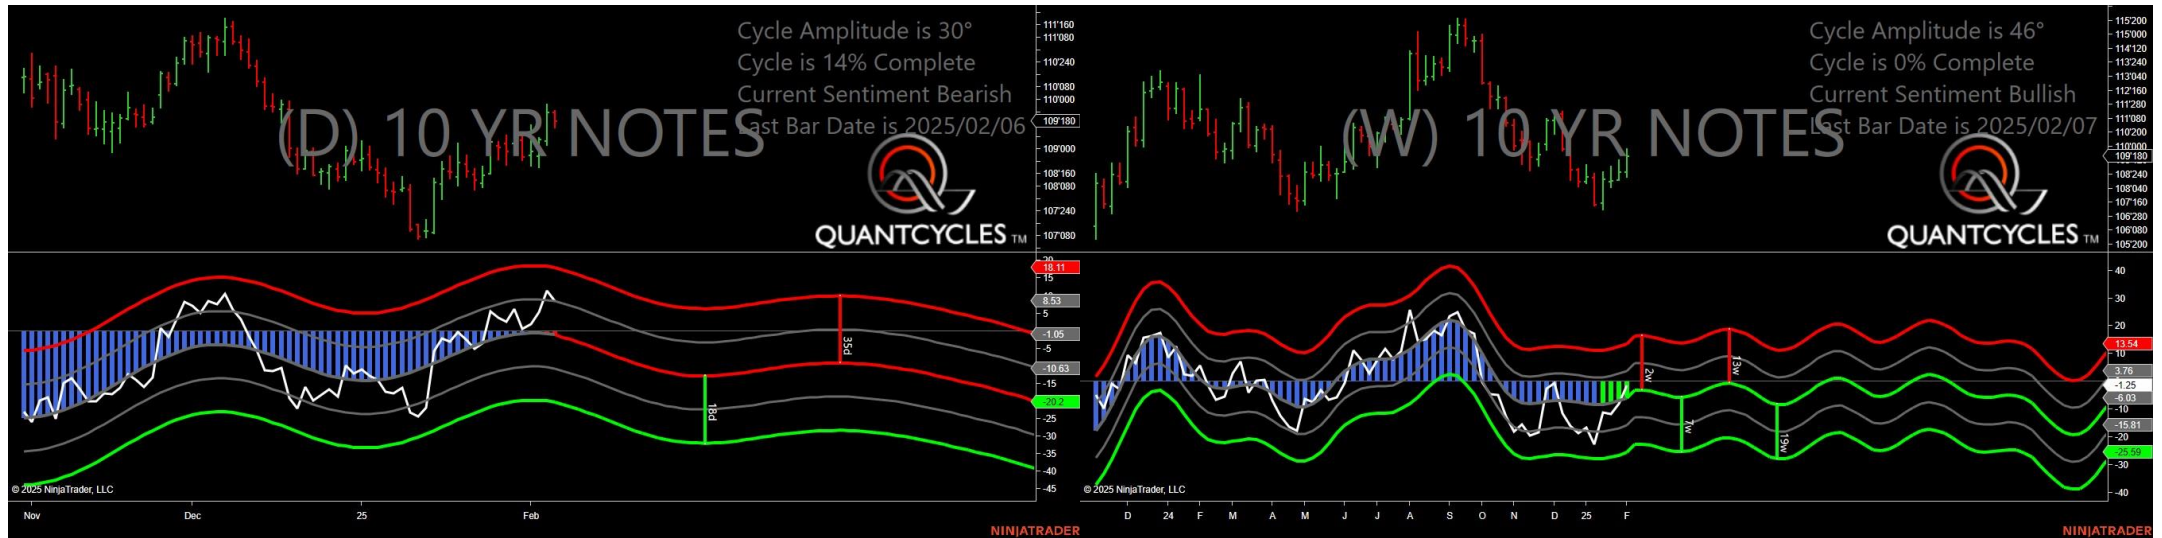 Cycle Amplitude is 30°
Cycle is 14% Complete
Current Sentiment Bearish
Last Bar Date is 2025/02/06
(D) 10 YR NOTES
QUANTCYCLES TM
111'160
111'080
110'240
110'080
110'000
109'180
109'000
108'160
108'080
107'240
107'080
20
18.11
15
8.53
5
-1.05
-5
-10.63
-15
-20.2
-25
-30
-35
-40
-45
35d
18d
© 2025 NinjaTrader, LLC
Nov
Dec
25
Feb
NINJATRADER
Cycle Amplitude is 46°
Cycle is 0% Complete
Current Sentiment Bullish
Last Bar Date is 2025/02/07
(W) 10 YR NOTES
QUANTCYCLES TM
115'200
115'000
114'120
113'240
113'040
112'160
111'280
111'080
110'200
110'000
109'180
108'240
108'040
107'160
106'280
106'080
105'200
40
30
20
13.54
10
3.76
-1.25
-6.03
-10
-15.81
-20
-25.59
-30
-40
2w
13w
7w
19w
© 2025 NinjaTrader, LLC
D
24
F
M
A
M
J
J
A
S
O
N
D
25
F
NINJATRADER